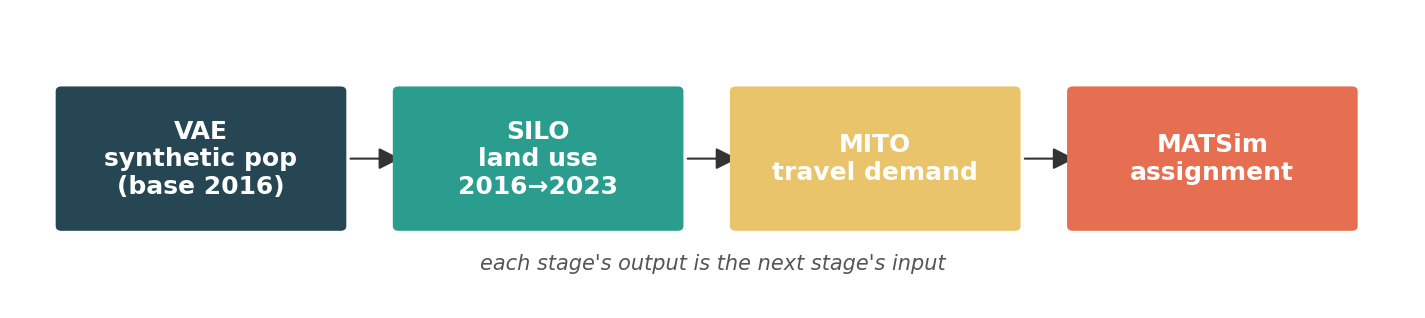 VAE
synthetic pop
(base 2016)
SILO
land use
2016→2023
MITO
travel demand
MATSim
assignment
each stage's output is the next stage's input